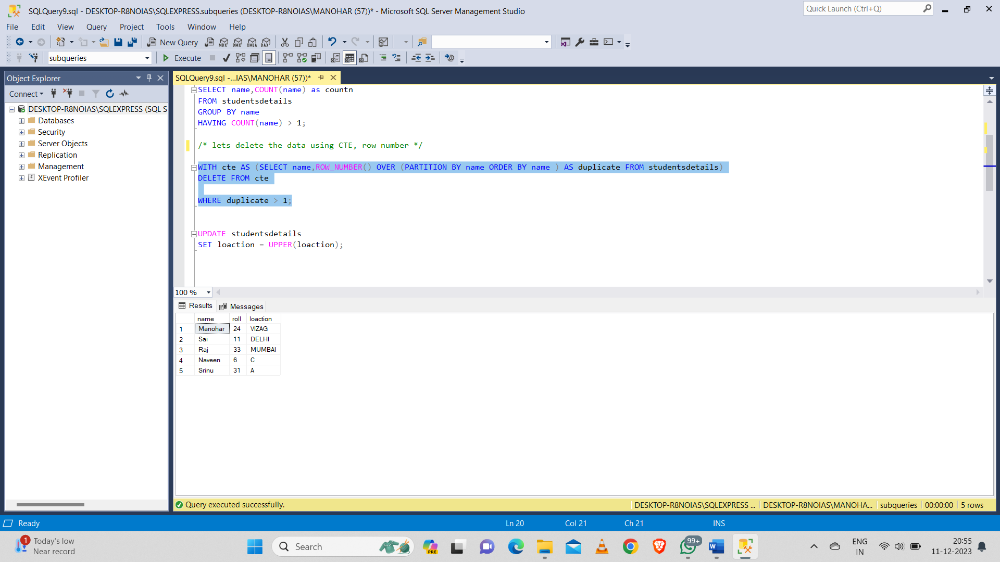 SQLQuery9.sql - DESKTOP-R8NOIAS\SQLEXPRESS.subqueries (DESKTOP-R8NOIAS\MANOHAR (57))* - Microsoft SQL Server Management Studio
Quick Launch (Ctrl+Q)
File Edit View Query Project Tools Window Help
New Query
MDX DMX XMLA DAX
subqueries
Execute
Object Explorer
SQLQuery9.sql -...IAS\MANOHAR (57))*
Connect
DESKTOP-R8NOIAS\SQLEXPRESS (SQL S
Databases
Security
Server Objects
Replication
Management
XEvent Profiler
SELECT name,COUNT(name) as countn
FROM studentsdetails
GROUP BY name
HAVING COUNT(name) > 1;
/* lets delete the data using CTE, row number */
WITH cte AS (SELECT name,ROW_NUMBER() OVER (PARTITION BY name ORDER BY name ) AS duplicate FROM studentsdetails)
DELETE FROM cte
WHERE duplicate > 1;
UPDATE studentsdetails
SET loaction = UPPER(loaction);
100 %
Results Messages
name roll loaction
1 Manohar 24 VIZAG
2 Sai 11 DELHI
3 Raj 33 MUMBAI
4 Naveen 6 C
5 Srinu 31 A
Query executed successfully.
DESKTOP-R8NOIAS\SQLEXPRESS ... DESKTOP-R8NOIAS\MANOHA... subqueries 00:00:00 5 rows
Ready
Ln 20 Col 21 Ch 21 INS
1
Today's low
Near record
Search
PRE
99+
ENG
IN
20:55
11-12-2023